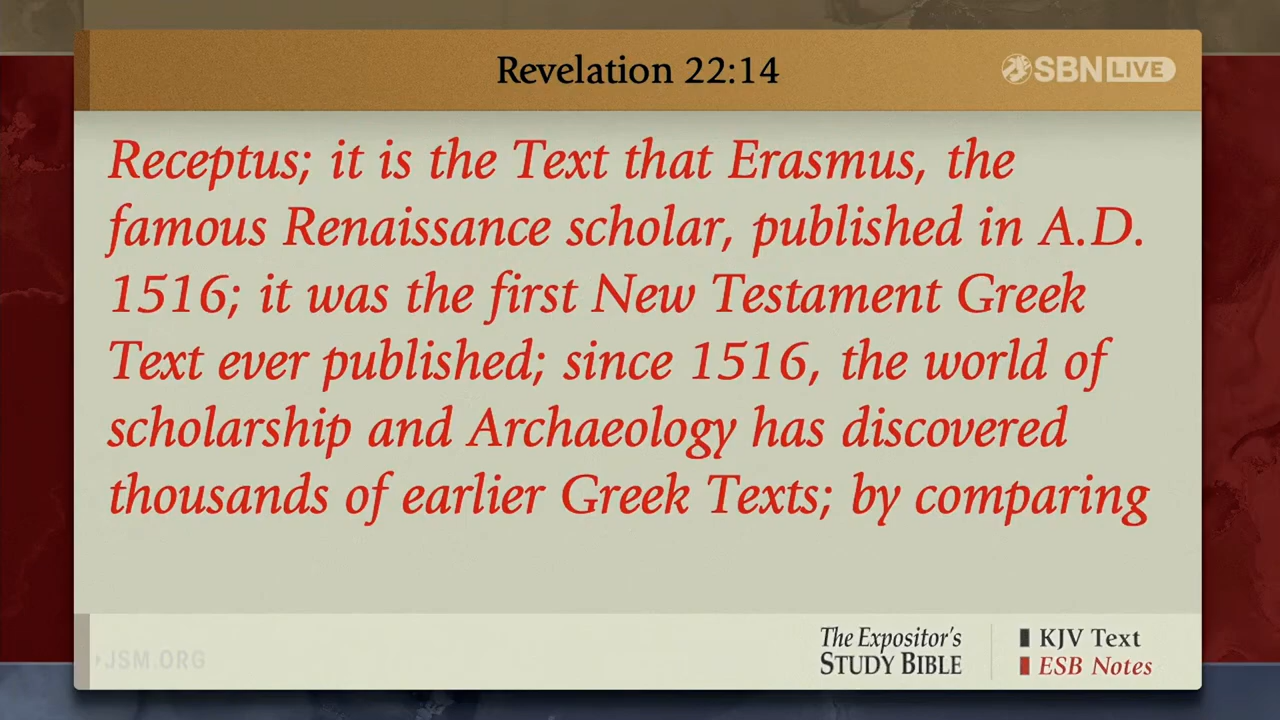 Revelation 22:14
SBN LIVE
Receptus; it is the Text that Erasmus, the
famous Renaissance scholar, published in A.D.
1516; it was the first New Testament Greek
Text ever published; since 1516, the world of
scholarship and Archaeology has discovered
thousands of earlier Greek Texts; by comparing
JSM.ORG
The Expositor's
STUDY BIBLE
KJV Text
ESB Notes